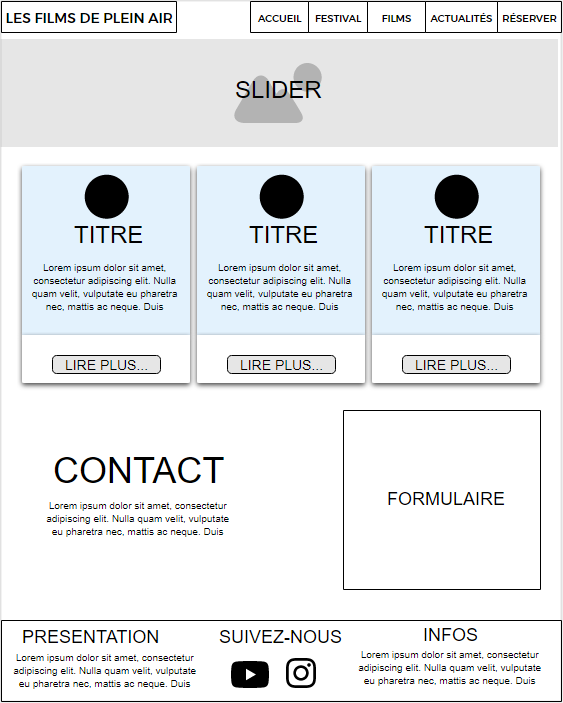 LES FILMS DE PLEIN AIR
ACCUEIL
FESTIVAL
FILMS
ACTUALITÉS
RÉSERVER
SLIDER
TITRE
Lorem ipsum dolor sit amet,
consectetur adipiscing elit. Nulla
quam velit, vulputate eu pharetra
nec, mattis ac neque. Duis
LIRE PLUS...
TITRE
Lorem ipsum dolor sit amet,
consectetur adipiscing elit. Nulla
quam velit, vulputate eu pharetra
nec, mattis ac neque. Duis
LIRE PLUS...
TITRE
Lorem ipsum dolor sit amet,
consectetur adipiscing elit. Nulla
quam velit, vulputate eu pharetra
nec, mattis ac neque. Duis
LIRE PLUS...
CONTACT
Lorem ipsum dolor sit amet, consectetur
adipiscing elit. Nulla quam velit, vulputate
eu pharetra nec, mattis ac neque. Duis
FORMULAIRE
PRESENTATION
Lorem ipsum dolor sit amet, consectetur
adipiscing elit. Nulla quam velit, vulputate
eu pharetra nec, mattis ac neque. Duis
SUIVEZ-NOUS
INFOS
Lorem ipsum dolor sit amet, consectetur
adipiscing elit. Nulla quam velit, vulputate
eu pharetra nec, mattis ac neque. Duis